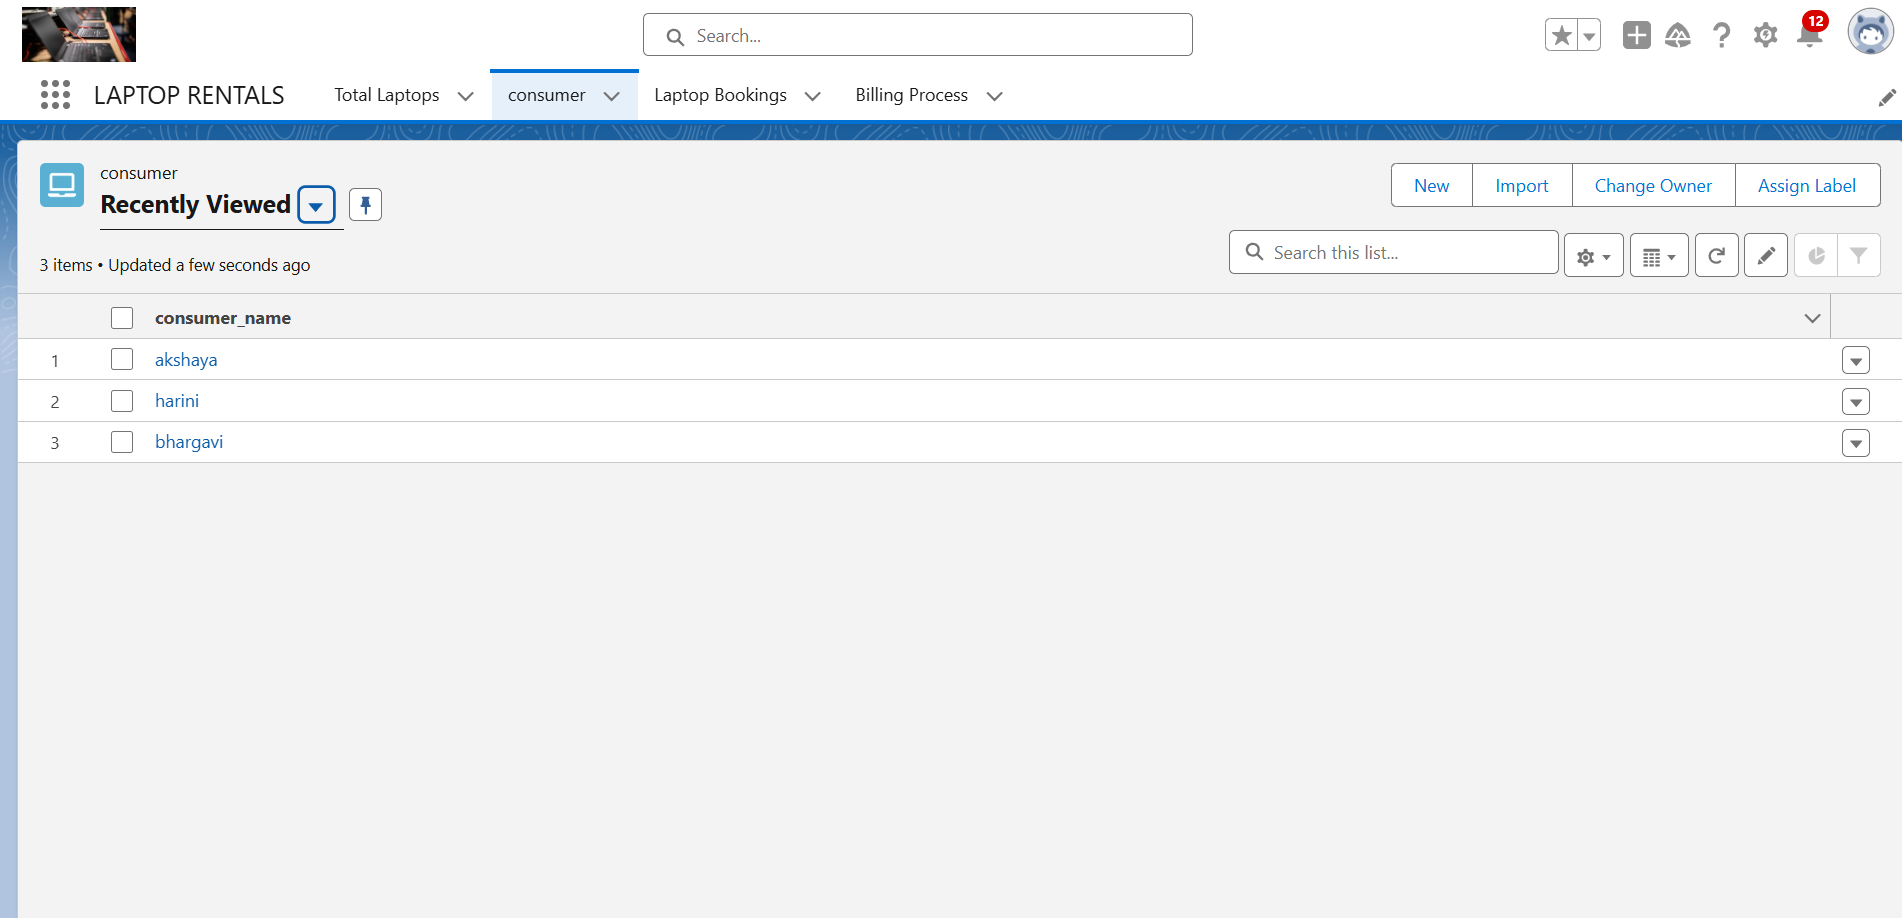 Search...
12
LAPTOP RENTALS Total Laptops consumer Laptop Bookings Billing Process
consumer
Recently Viewed
New Import Change Owner Assign Label
3 items • Updated a few seconds ago
Search this list...
consumer_name
1 akshaya
2 harini
3 bhargavi